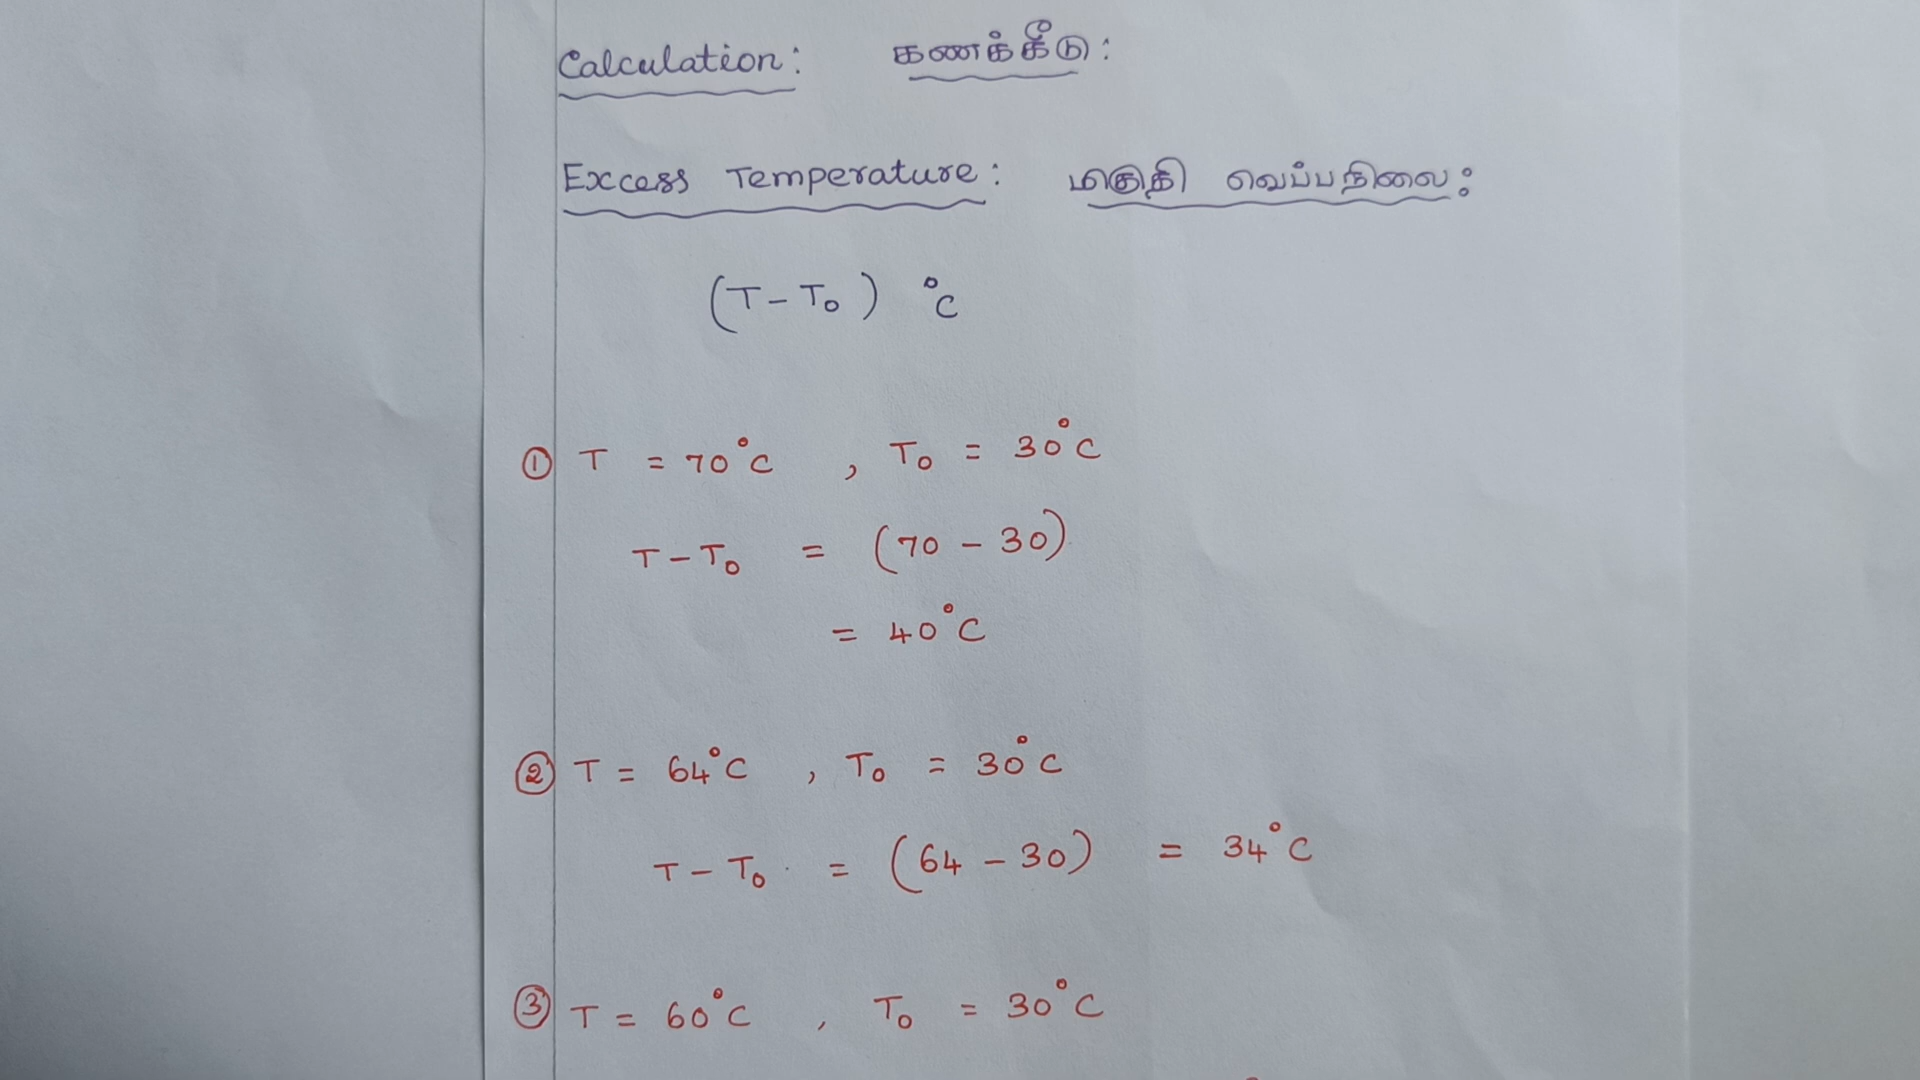 Calculation: கணக்கீடு:
Excess Temperature: மிகுதி வெப்பநிலை:
(T - T₀) °C
① T = 70°C , T₀ = 30°C
T - T₀ = (70 - 30)
= 40°C
② T = 64°C , T₀ = 30°C
T - T₀ = (64 - 30) = 34°C
③ T = 60°C , T₀ = 30°C